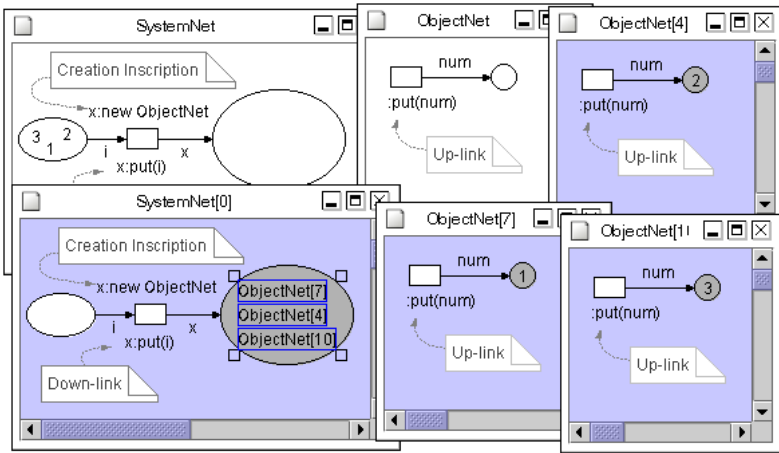 SystemNet
Creation Inscription
x:new ObjectNet
3 2
1
i
x
x:put(i)
ObjectNet
num
:put(num)
Up-link
ObjectNet[4]
num
2
:put(num)
Up-link
SystemNet[0]
Creation Inscription
x:new ObjectNet
ObjectNet[7]
ObjectNet[4]
ObjectNet[10]
i
x
x:put(i)
Down-link
ObjectNet[7]
num
1
:put(num)
Up-link
ObjectNet[1
num
3
:put(num)
Up-link